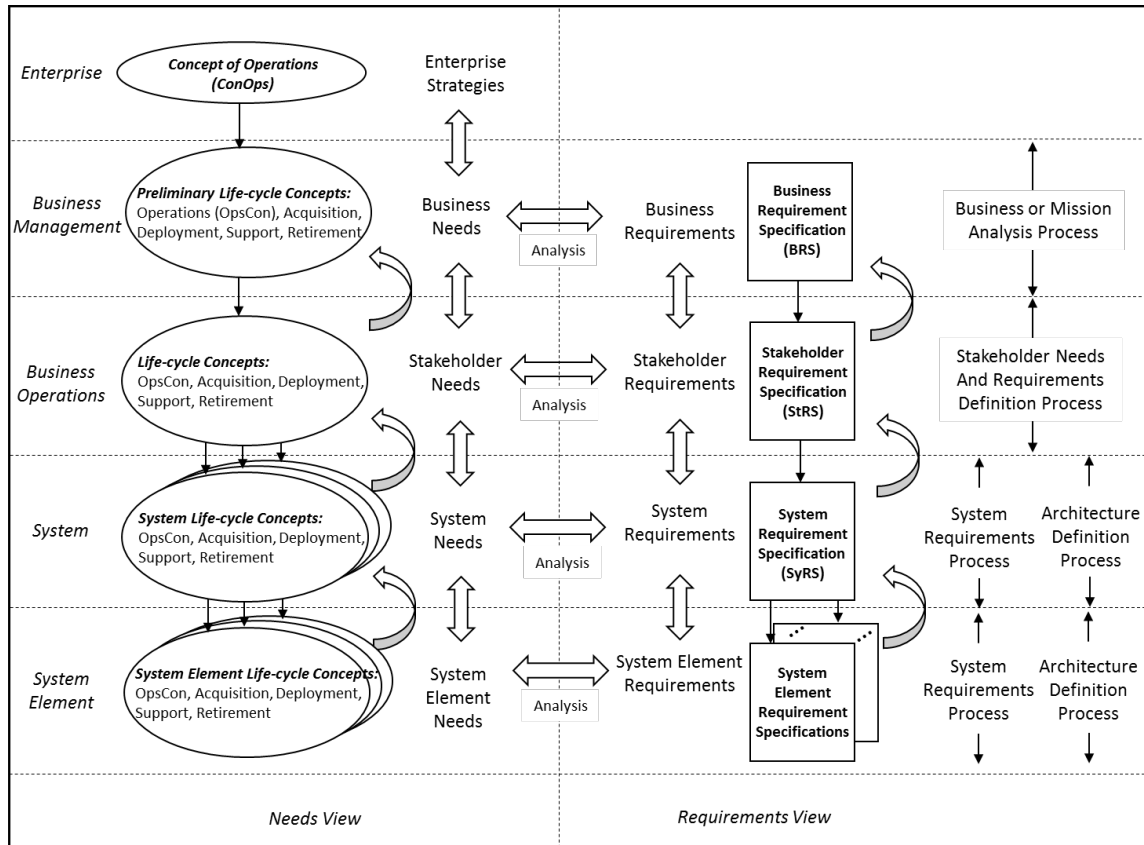 Enterprise
Concept of Operations
(ConOps)
Enterprise
Strategies
Business
Management
Preliminary Life-cycle Concepts:
Operations (OpsCon), Acquisition,
Deployment, Support, Retirement
Business
Needs
Analysis
Business
Requirements
Business
Requirement
Specification
(BRS)
Business or Mission
Analysis Process
Business
Operations
Life-cycle Concepts:
OpsCon, Acquisition, Deployment,
Support, Retirement
Stakeholder
Needs
Analysis
Stakeholder
Requirements
Stakeholder
Requirement
Specification
(StRS)
Stakeholder Needs
And Requirements
Definition Process
System
System Life-cycle Concepts:
OpsCon, Acquisition, Deployment,
Support, Retirement
System
Needs
Analysis
System
Requirements
System
Requirement
Specification
(SyRS)
System
Requirements
Process
Architecture
Definition
Process
System
Element
System Element Life-cycle Concepts:
OpsCon, Acquisition, Deployment,
Support, Retirement
System
Element
Needs
Analysis
System Element
Requirements
System
Element
Requirement
Specifications
System
Requirements
Process
Architecture
Definition
Process
Needs View
Requirements View